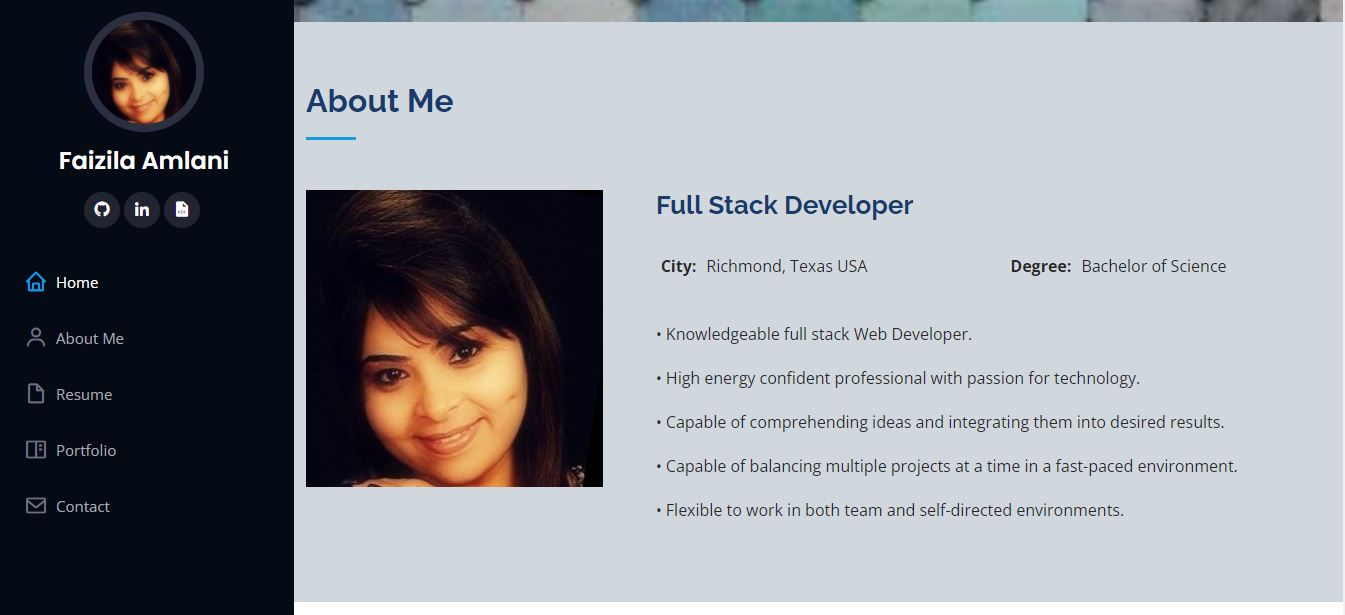 Faizila Amlani
Home
About Me
Resume
Portfolio
Contact
About Me
Full Stack Developer
City: Richmond, Texas USA
Degree: Bachelor of Science
• Knowledgeable full stack Web Developer.
• High energy confident professional with passion for technology.
• Capable of comprehending ideas and integrating them into desired results.
• Capable of balancing multiple projects at a time in a fast-paced environment.
• Flexible to work in both team and self-directed environments.